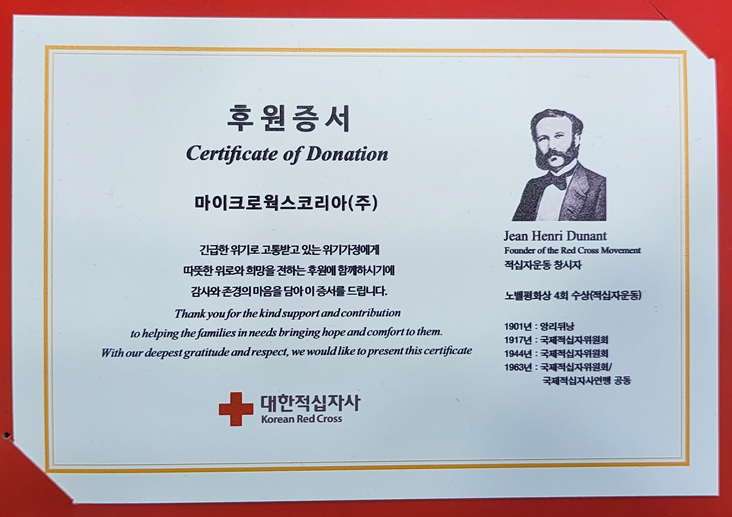 후원증서
Certificate of Donation
마이크로웍스코리아(주)
긴급한 위기로 고통받고 있는 위기가정에게
따뜻한 위로와 희망을 전하는 후원에 함께하시기에
감사와 존경의 마음을 담아 이 증서를 드립니다.
Thank you for the kind support and contribution
to helping the families in needs bringing hope and comfort to them.
With our deepest gratitude and respect, we would like to present this certificate
대한적십자사
Korean Red Cross
Jean Henri Dunant
Founder of the Red Cross Movement
적십자운동 창시자
노벨평화상 4회 수상(적십자운동)
1901년 : 앙리뒤낭
1917년 : 국제적십자위원회
1944년 : 국제적십자위원회
1963년 : 국제적십자위원회/
국제적십자사연맹 공동